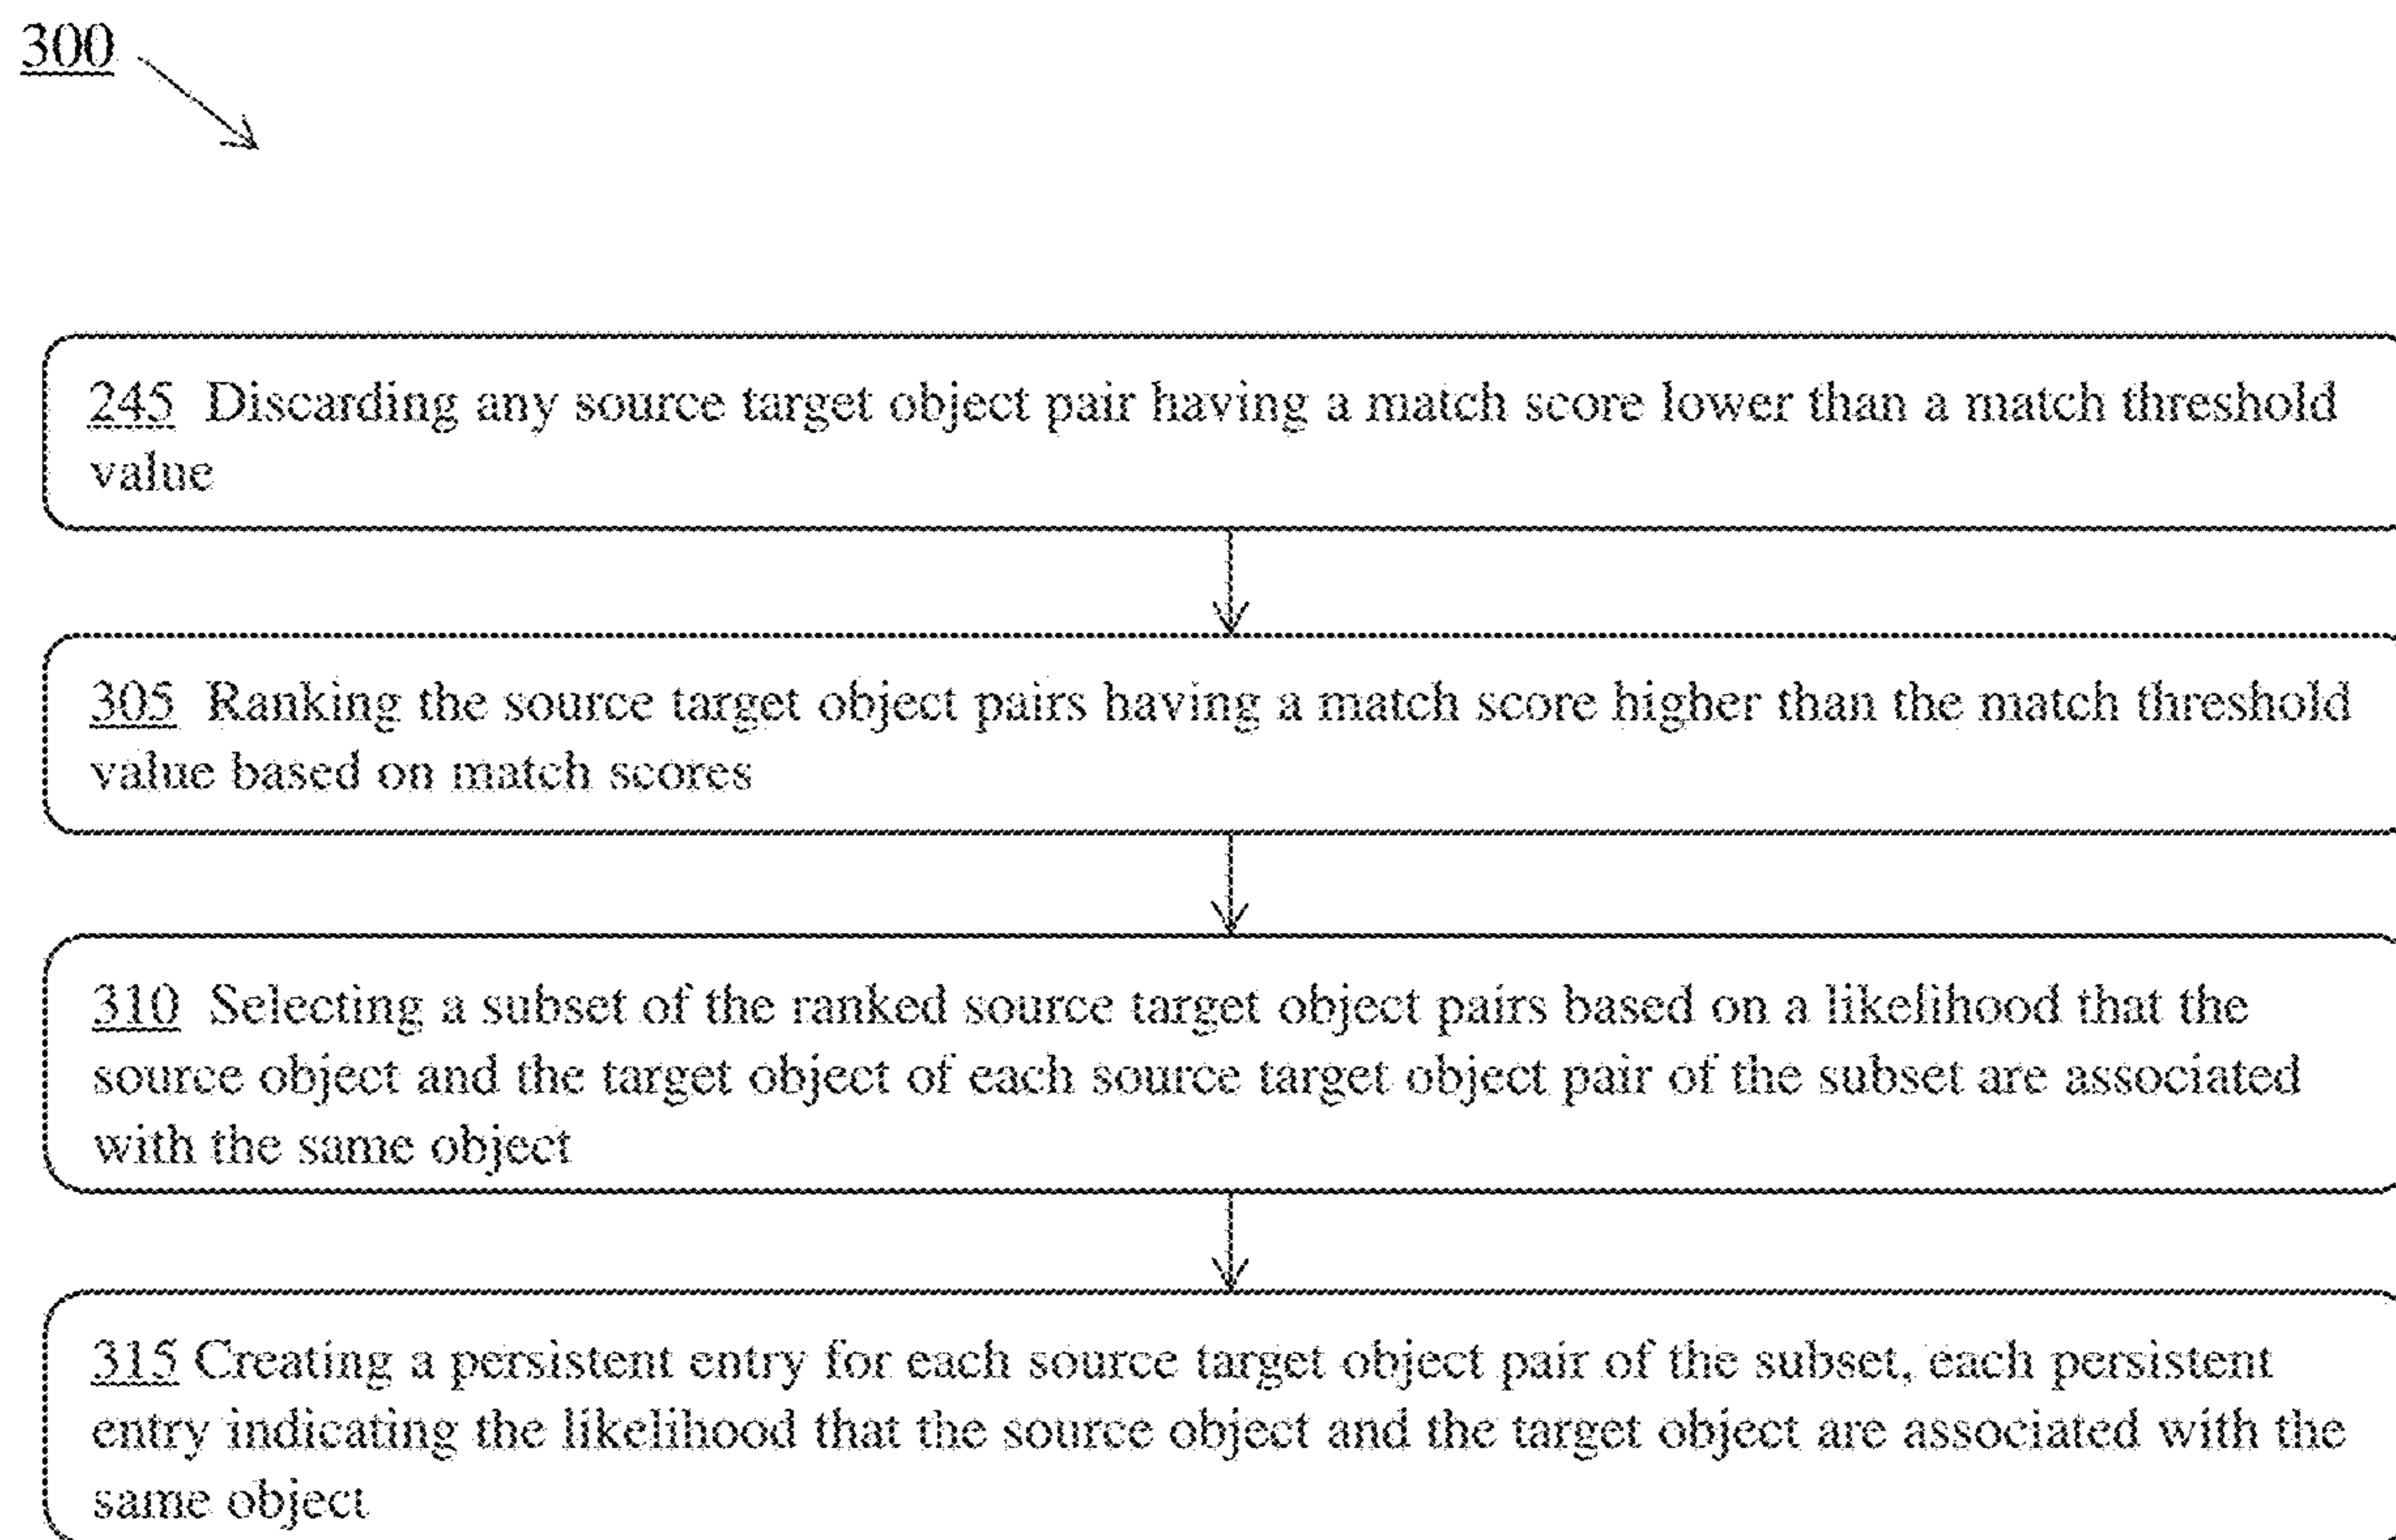 300
245 Discarding any source target object pair having a match score lower than a match threshold
value
305 Ranking the source target object pairs having a match score higher than the match threshold
value based on match scores
310 Selecting a subset of the ranked source target object pairs based on a likelihood that the
source object and the target object of each source target object pair of the subset are associated
with the same object
315 Creating a persistent entry for each source target object pair of the subset, each persistent
entry indicating the likelihood that the source object and the target object are associated with the
same object